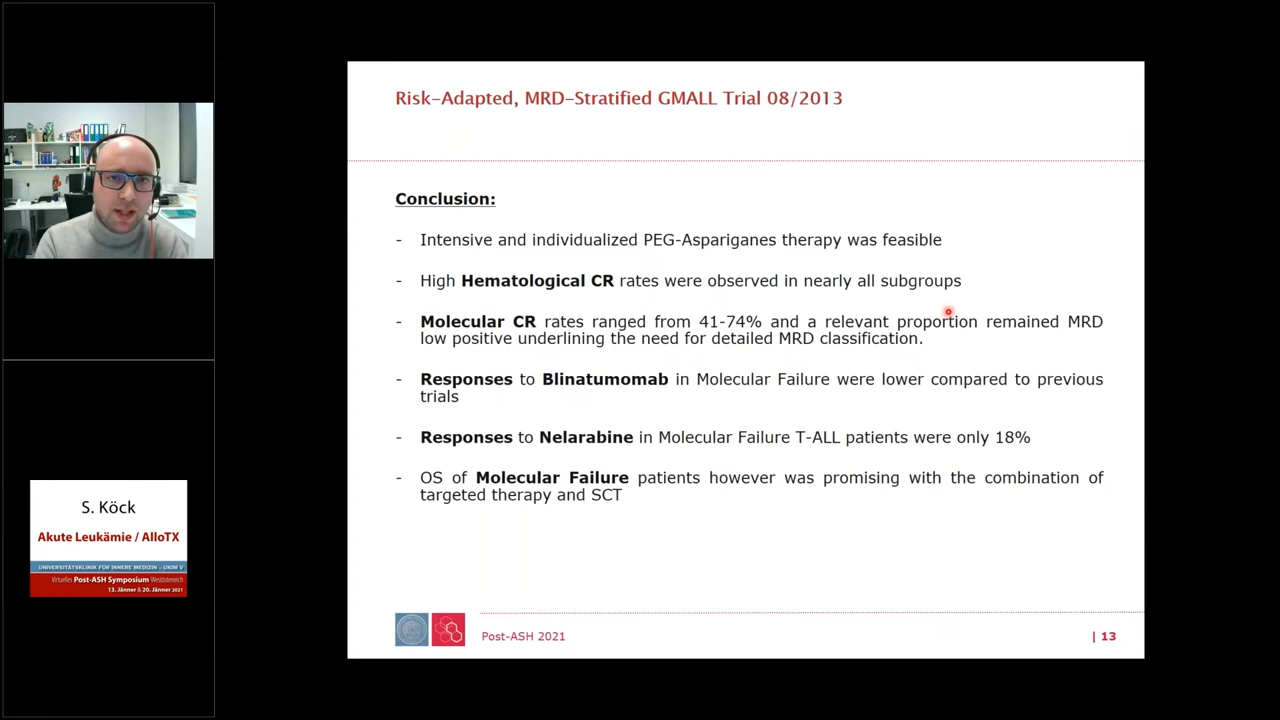 Risk-Adapted, MRD-Stratified GMALL Trial 08/2013
Conclusion:
- Intensive and individualized PEG-Aspariganes therapy was feasible
- High Hematological CR rates were observed in nearly all subgroups
- Molecular CR rates ranged from 41-74% and a relevant proportion remained MRD
low positive underlining the need for detailed MRD classification.
- Responses to Blinatumomab in Molecular Failure were lower compared to previous
trials
- Responses to Nelarabine in Molecular Failure T-ALL patients were only 18%
- OS of Molecular Failure patients however was promising with the combination of
targeted therapy and SCT
Post-ASH 2021
| 13
S. Köck
Akute Leukämie / AlloTX
UNIVERSITÄTSKLINIK FÜR INNERE MEDIZIN – UKIM V
Virtuelles Post-ASH Symposium Westösterreich
13. Jänner & 20. Jänner 2021